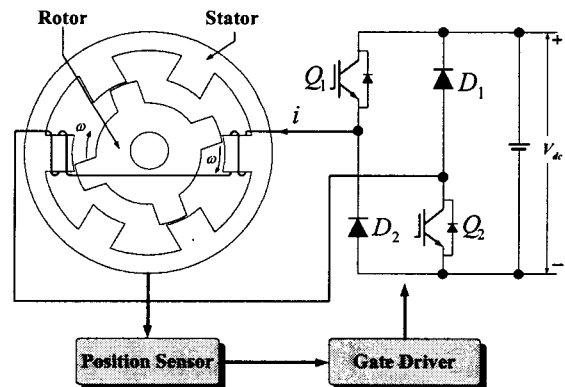 Rotor
Stator
Q1
D1
i
ω
ω
Vdc
D2
Q2
+
−
Position Sensor
Gate Driver